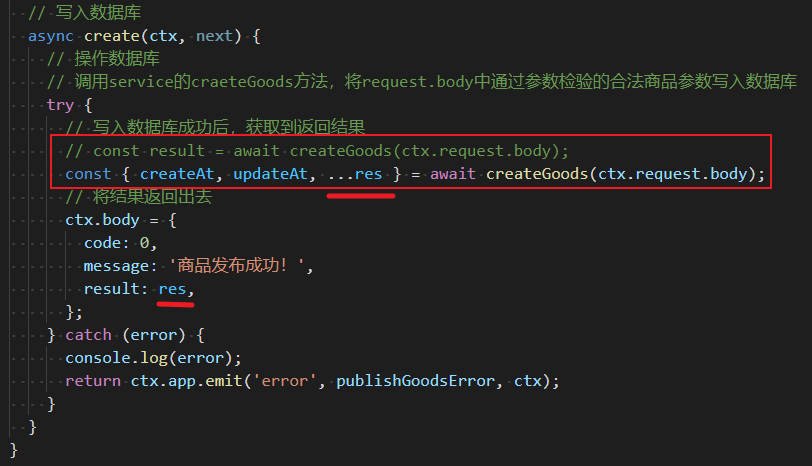 // 写入数据库
async create(ctx, next) {
// 操作数据库
// 调用service的craeteGoods方法，将request.body中通过参数检验的合法商品参数写入数据库
try {
// 写入数据库成功后，获取到返回结果
// const result = await createGoods(ctx.request.body);
const { createAt, updateAt, ...res } = await createGoods(ctx.request.body);
// 将结果返回出去
ctx.body = {
code: 0,
message: '商品发布成功！',
result: res,
};
} catch (error) {
console.log(error);
return ctx.app.emit('error', publishGoodsError, ctx);
}
}
}